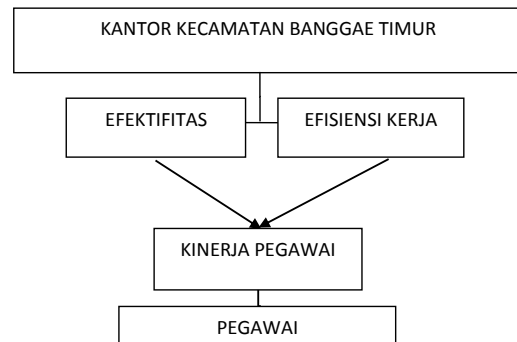 KANTOR KECAMATAN BANGGAE TIMUR
EFEKTIFITAS
EFISIENSI KERJA
KINERJA PEGAWAI
PEGAWAI